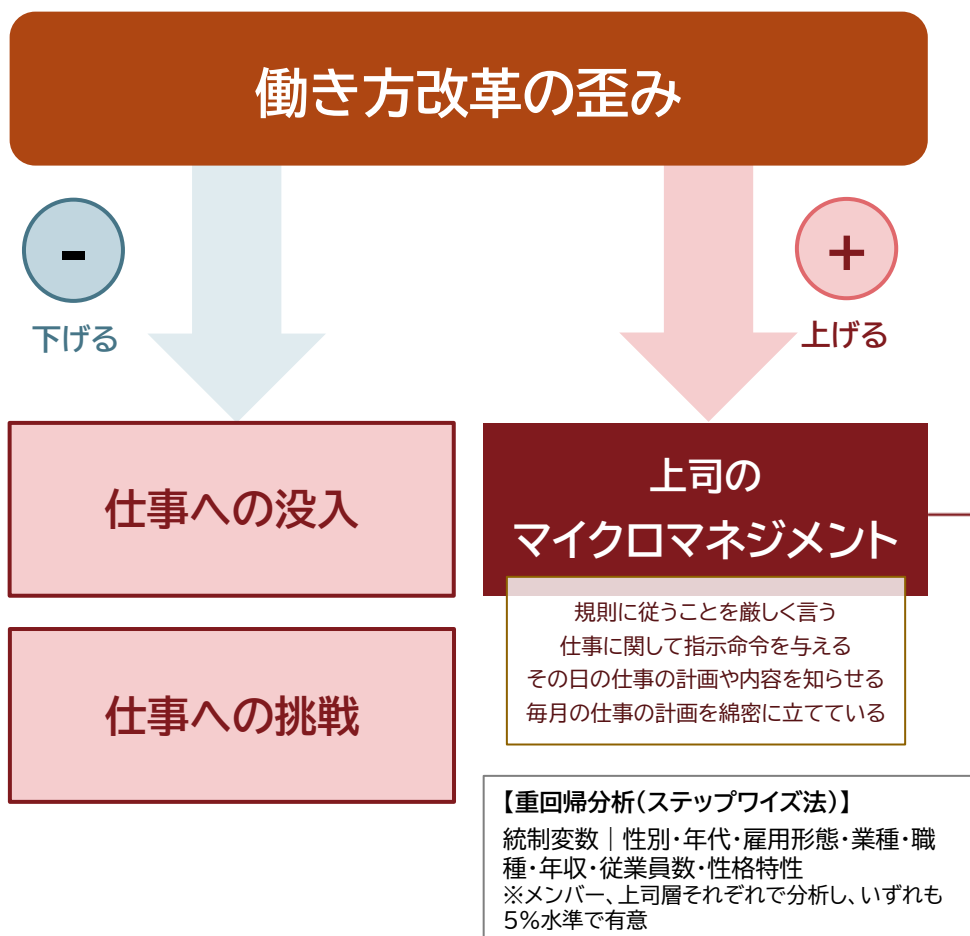 働き方改革の歪み
-
下げる
+
上げる
仕事への没入
仕事への挑戦
上司の
マイクロマネジメント
規則に従うことを厳しく言う
仕事に関して指示命令を与える
その日の仕事の計画や内容を知らせる
毎月の仕事の計画を綿密に立てている
【重回帰分析(ステップワイズ法)】
統制変数｜性別・年代・雇用形態・業種・職
種・年収・従業員数・性格特性
※メンバー、上司層それぞれで分析し、いずれも
5%水準で有意